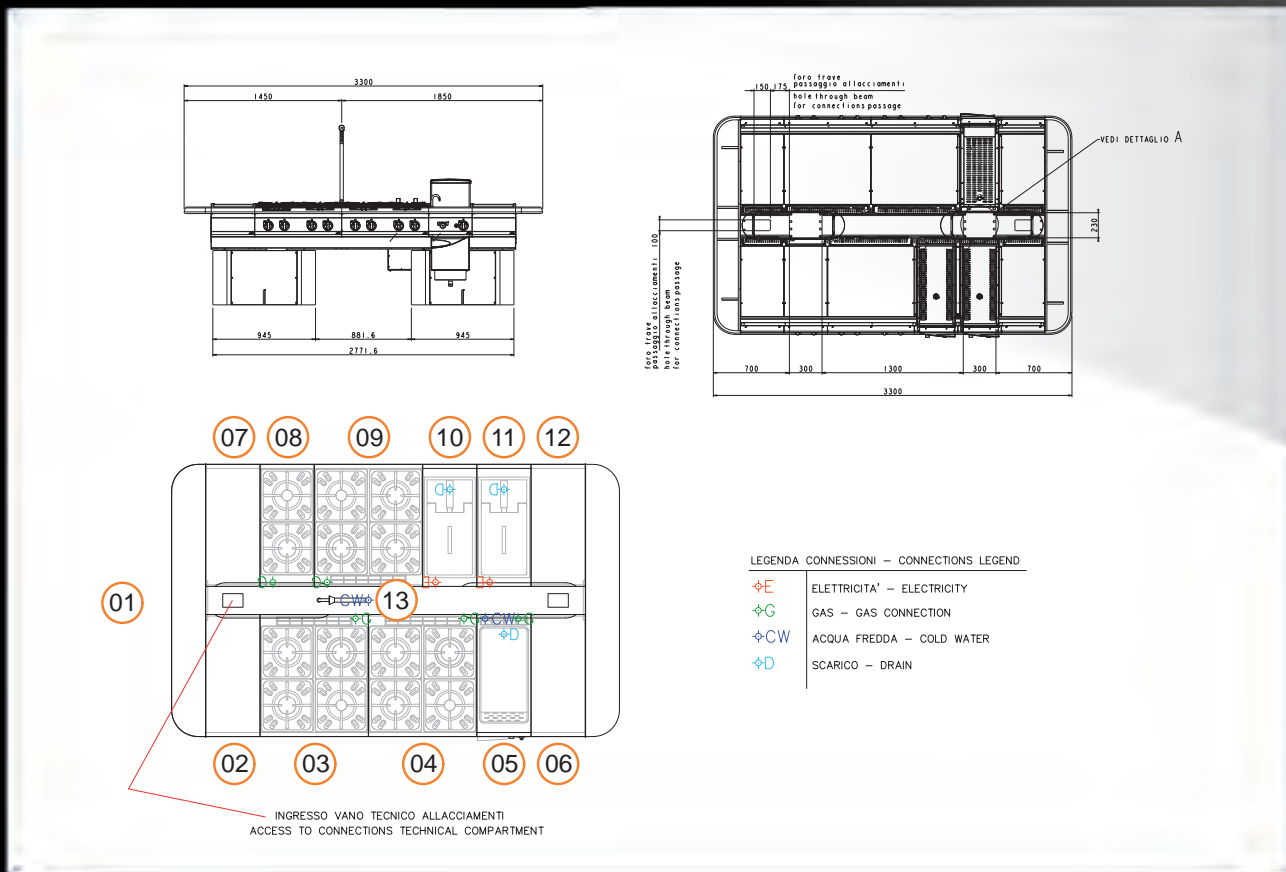 3300
1450
1850
945
881.6
945
2771.6
foro trave
passaggio allacciamenti
150
175
hole through beam
for connections passage
VEDI DETTAGLIO A
230
foro trave
passaggio allacciamenti 100
hole through beam
for connections passage
700
300
1300
300
700
3300
07
08
09
10
11
12
D
D
G
G
E
E
01
CW
13
G
G
CW
G
D
02
03
04
05
06
INGRESSO VANO TECNICO ALLACCIAMENTI
ACCESS TO CONNECTIONS TECHNICAL COMPARTMENT
LEGENDA CONNESSIONI – CONNECTIONS LEGEND
E ELETTRICITA' – ELECTRICITY
G GAS – GAS CONNECTION
CW ACQUA FREDDA – COLD WATER
D SCARICO – DRAIN